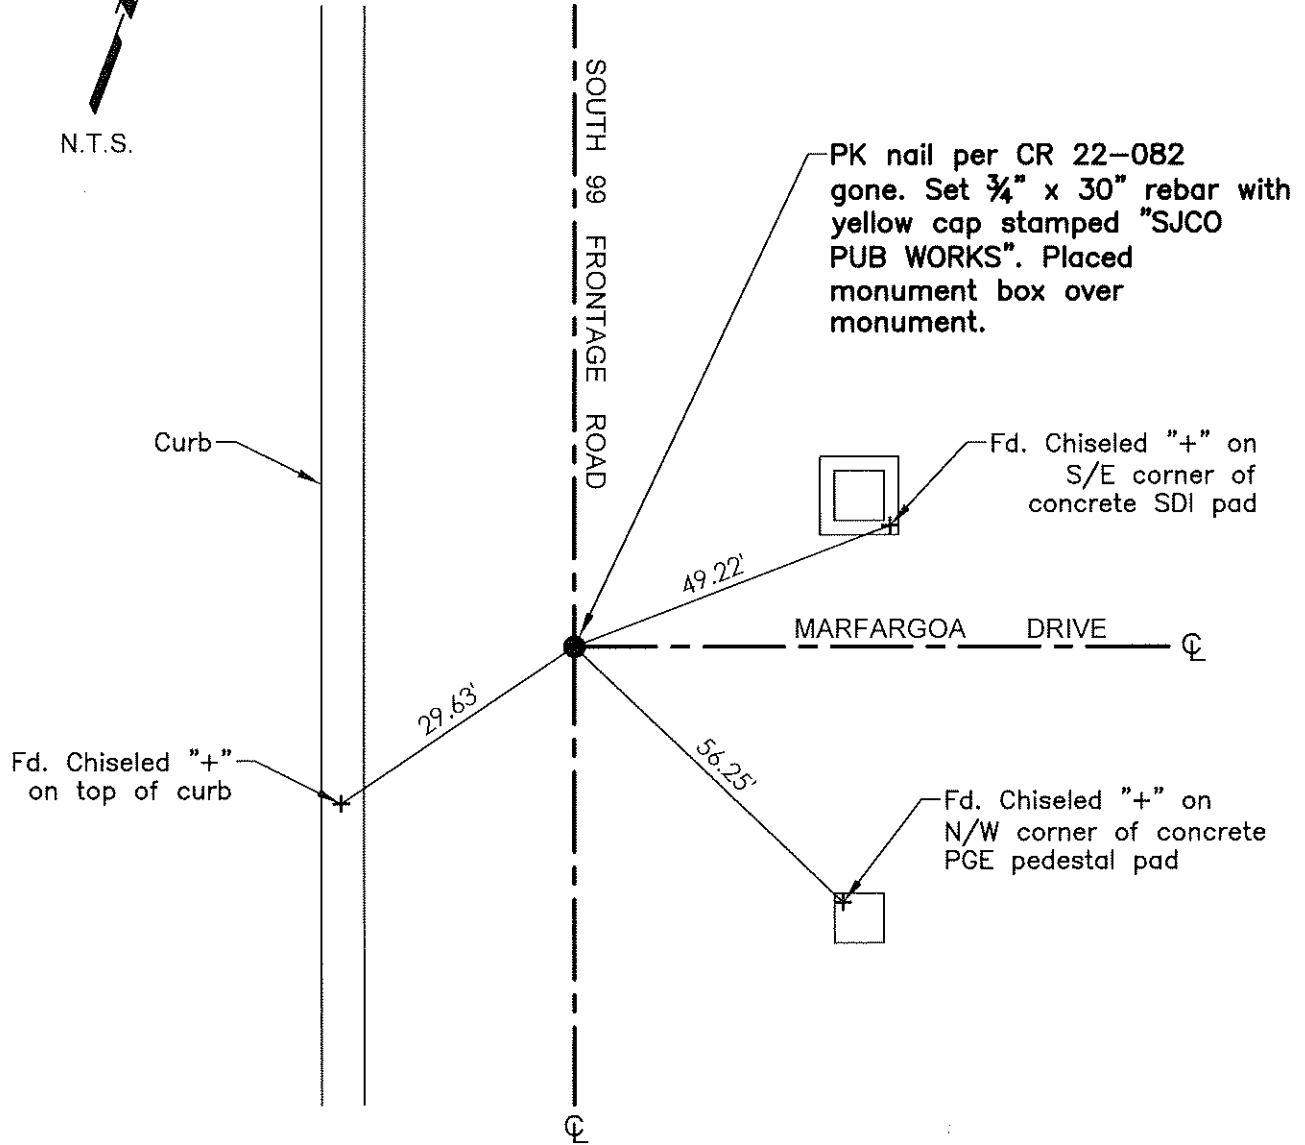 N.T.S.
SOUTH 99 FRONTAGE ROAD
PK nail per CR 22-082
gone. Set ¾" x 30" rebar with
yellow cap stamped "SJCO
PUB WORKS". Placed
monument box over
monument.
Curb
Fd. Chiseled "+" on
S/E corner of
concrete SDI pad
49.22'
MARFARGOA DRIVE
℄
29.63'
56.25'
Fd. Chiseled "+"
on top of curb
Fd. Chiseled "+" on
N/W corner of concrete
PGE pedestal pad
℄